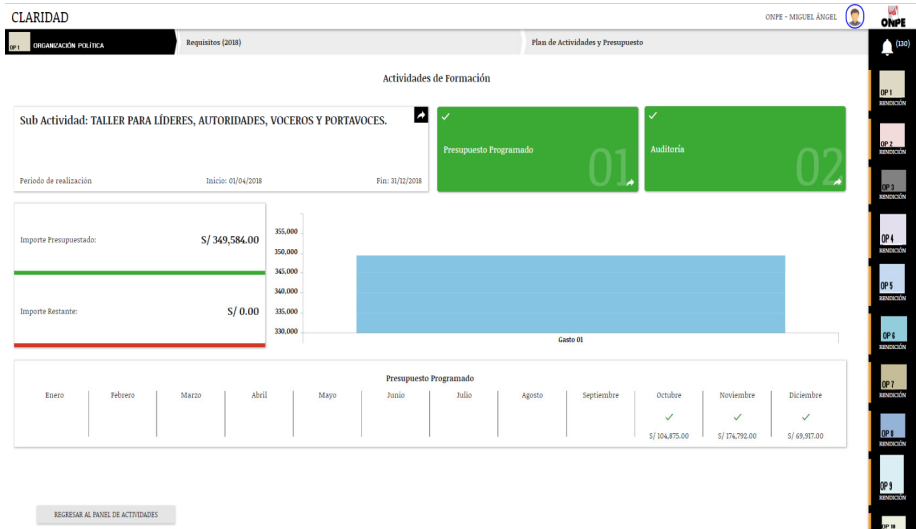 CLARIDAD
ONPE - MIGUEL ÁNGEL
ONPE
OP 1 ORGANIZACIÓN POLÍTICA
Requisitos (2018)
Plan de Actividades y Presupuesto
(130)
Actividades de Formación
Sub Actividad: TALLER PARA LÍDERES, AUTORIDADES, VOCEROS Y PORTAVOCES.
Periodo de realización
Inicio: 01/04/2018
Fin: 31/12/2018
Presupuesto Programado
01
Auditoría
02
Importe Presupuestado:
S/ 349,584.00
Importe Restante:
S/ 0.00
355,000
350,000
345,000
340,000
335,000
330,000
Gasto 01
Presupuesto Programado
Enero
Febrero
Marzo
Abril
Mayo
Junio
Julio
Agosto
Septiembre
Octubre
Noviembre
Diciembre
S/ 104,875.00
S/ 174,792.00
S/ 69,917.00
REGRESAR AL PANEL DE ACTIVIDADES
OP 1
RENDICIÓN
OP 2
RENDICIÓN
OP 3
RENDICIÓN
OP 4
RENDICIÓN
OP 5
RENDICIÓN
OP 6
RENDICIÓN
OP 7
RENDICIÓN
OP 8
RENDICIÓN
OP 9
RENDICIÓN
OP 10